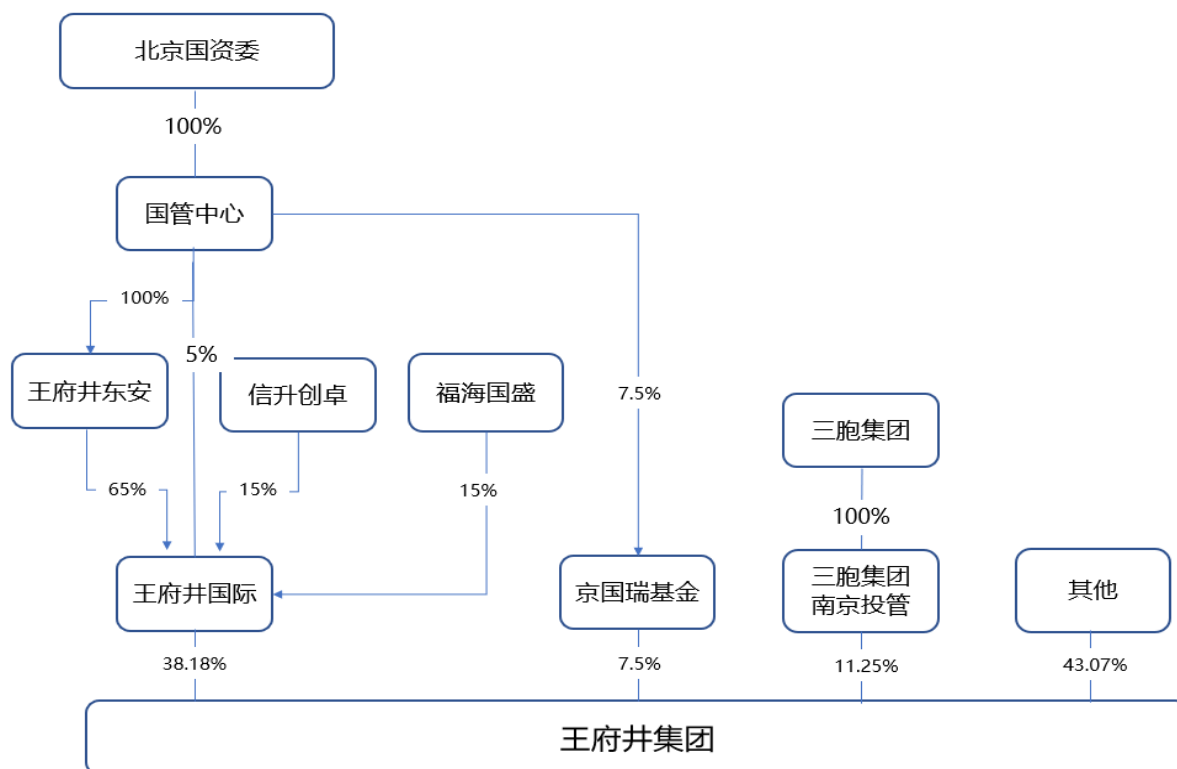 北京国资委
100%
国管中心
100%
5%
王府井东安
信升创卓
福海国盛
7.5%
三胞集团
65%
15%
15%
100%
王府井国际
京国瑞基金
三胞集团
南京投管
其他
38.18%
7.5%
11.25%
43.07%
王府井集团